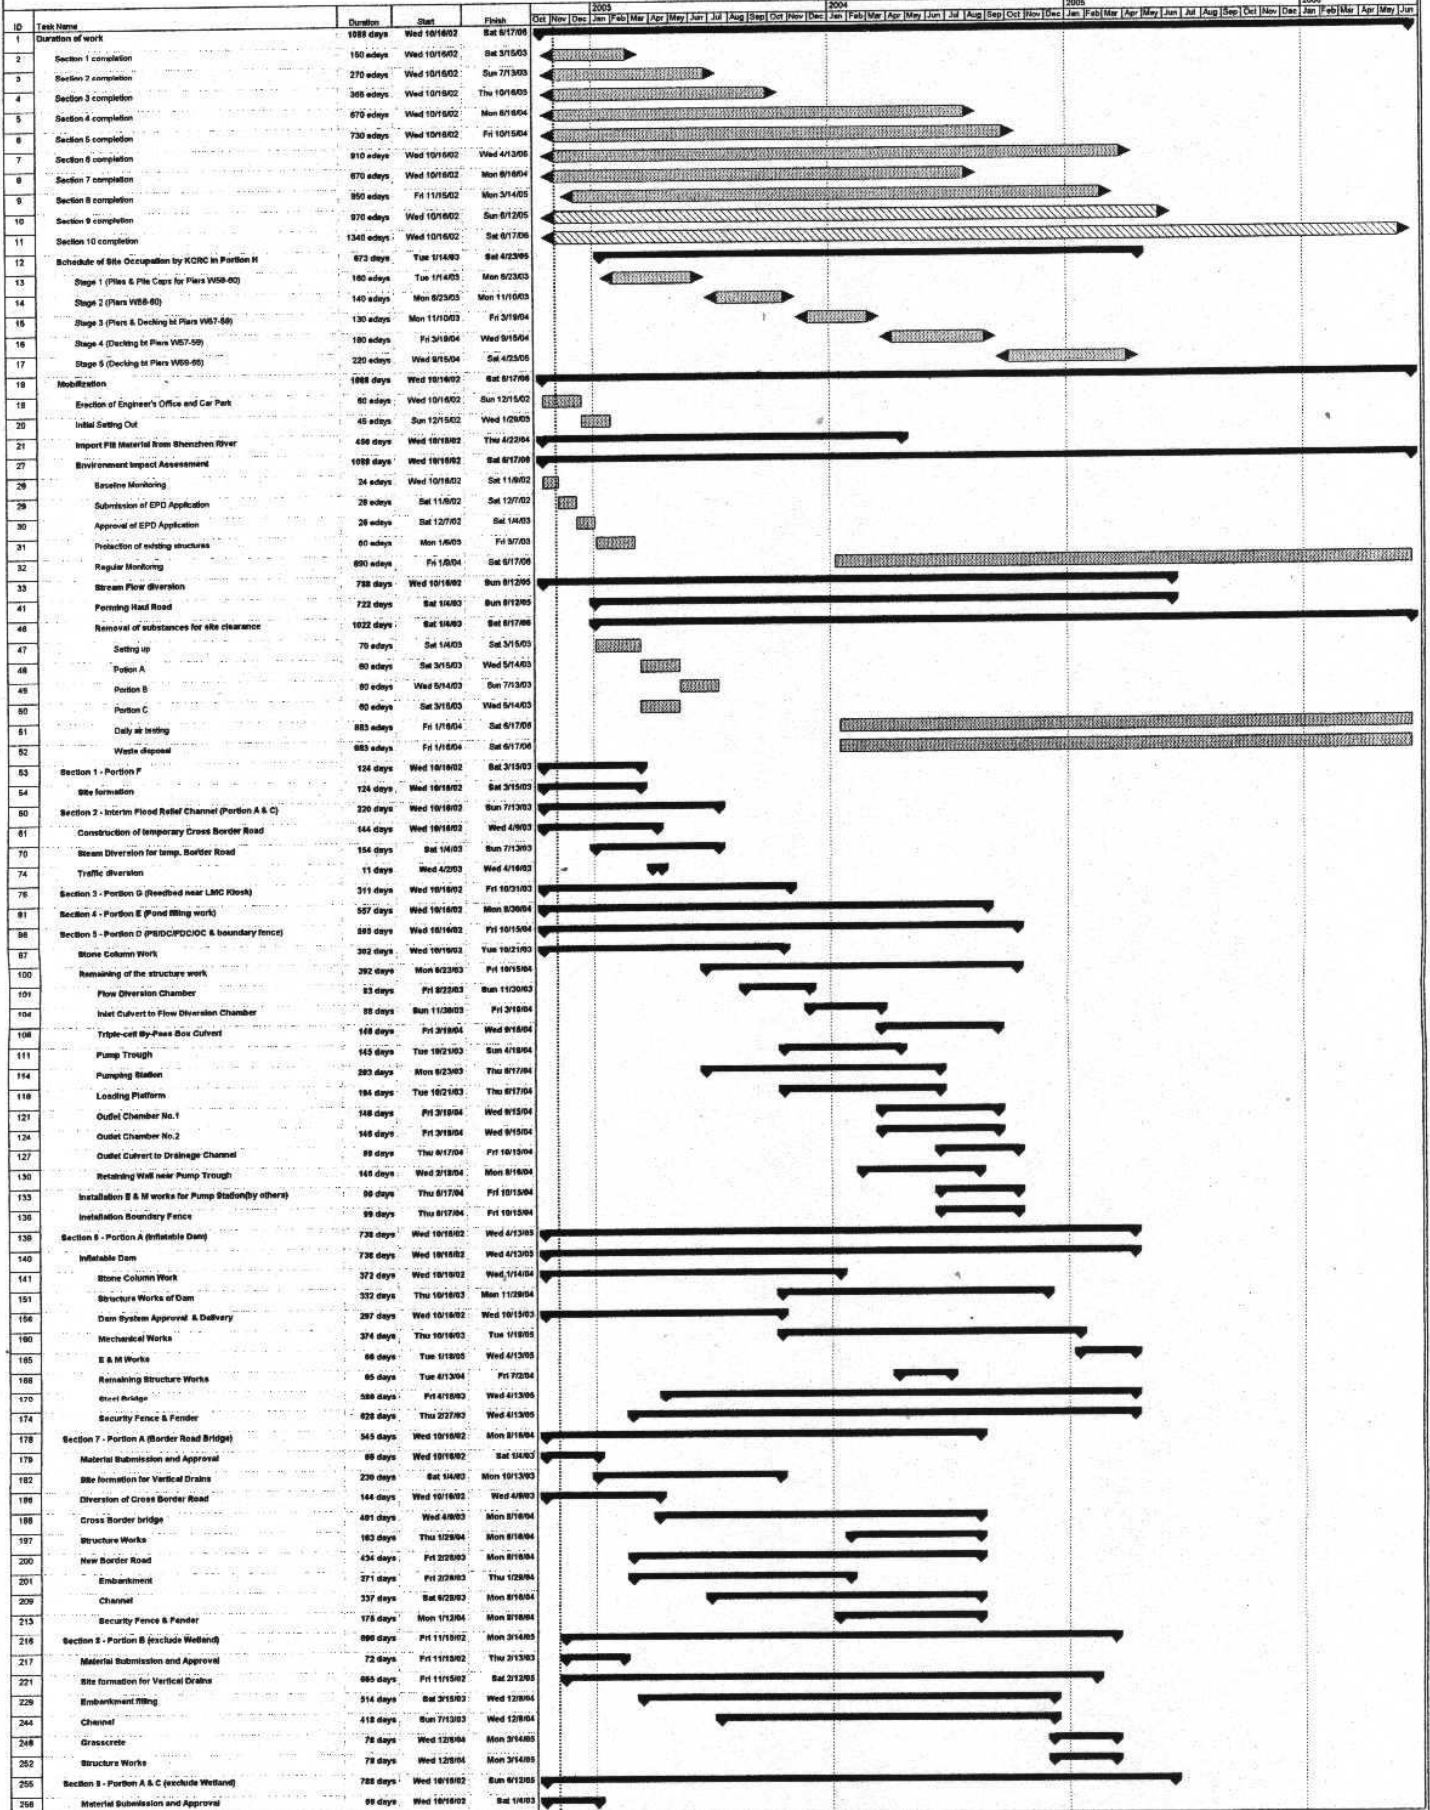 2003 2004 2005
ID Task Name Duration Start Finish Oct Nov Dec Jan Feb Mar Apr May Jun Jul Aug Sep Oct Nov Dec Jan Feb Mar Apr May Jun Jul Aug Sep Oct Nov Dec Jan Feb Mar Apr May Jun Jul Aug Sep Oct Nov Dec Jan Feb Mar Apr May Jun
1 Duration of work 1088 days Wed 10/16/02 Sat 6/17/06
2 Section 1 completion 150 edays Wed 10/16/02 Sat 3/15/03
3 Section 2 completion 270 edays Wed 10/16/02 Sun 7/13/03
4 Section 3 completion 365 edays Wed 10/16/02 Thu 10/16/03
5 Section 4 completion 670 edays Wed 10/16/02 Mon 8/16/04
6 Section 5 completion 730 edays Wed 10/16/02 Fri 10/15/04
7 Section 6 completion 910 edays Wed 10/16/02 Wed 4/13/05
8 Section 7 completion 670 edays Wed 10/16/02 Mon 8/16/04
9 Section 8 completion 850 edays Fri 11/15/02 Mon 3/14/05
10 Section 9 completion 970 edays Wed 10/16/02 Sun 6/12/05
11 Section 10 completion 1340 edays Wed 10/16/02 Sat 6/17/06
12 Schedule of Site Occupation by KCRC in Portion H 673 days Tue 1/14/03 Sat 4/23/05
13 Stage 1 (Piles & Pile Caps for Piers W58-60) 160 edays Tue 1/14/03 Mon 6/23/03
14 Stage 2 (Piers W58-60) 140 edays Mon 6/23/03 Mon 11/10/03
15 Stage 3 (Piers & Decking bt Piers W57-58) 130 edays Mon 11/10/03 Fri 3/19/04
16 Stage 4 (Decking bt Piers W57-59) 180 edays Fri 3/19/04 Wed 9/15/04
17 Stage 5 (Decking bt Piers W59-65) 220 edays Wed 9/15/04 Sat 4/23/05
Mobilization 1088 days Wed 10/16/02 Sat 6/17/06
Erection of Engineer's Office and Car Park 60 edays Wed 10/16/02 Sun 12/15/02
20 Initial Setting Out 45 edays Sun 12/15/02 Wed 1/29/03
21 Import Fill Material from Shenzhen River Wed 10/16/02 Thu 4/22/04
27 Environment Impact Assessment 1088 days Wed 10/16/02 Sat 6/17/06
28 Baseline Monitoring 24 edays Wed 10/16/02 Sat 11/9/02
29 Submission of EPD Application 28 edays Sat 11/9/02 Sat 12/7/02
30 Approval of EPD Application 28 edays Sat 12/7/02 Sat 1/4/03
31 Protection of existing structures 60 edays Mon 1/6/03 Fri 3/7/03
32 Regular Monitoring 890 edays Fri 1/9/04 Sat 6/17/06
33 Stream Flow diversion 788 days Wed 10/16/02 Sun 6/12/05
41 Forming Haul Road 722 days Sat 1/4/03 Sun 6/12/05
46 Removal of substances for site clearance 1022 days Sat 1/4/03 Sat 6/17/06
47 Setting up 70 edays Sat 1/4/03 Sat 3/15/03
48 Potion A 60 edays Sat 3/15/03 Wed 5/14/03
49 Portion B 60 edays Wed 5/14/03 Sun 7/13/03
50 Portion C 60 edays Sat 3/15/03 Wed 5/14/03
51 Daily air testing 883 edays Fri 1/16/04 Sat 6/17/06
52 Waste disposal 883 edays Fri 1/16/04 Sat 6/17/06
53 Section 1 - Portion F 124 days Wed 10/16/02 Sat 3/15/03
54 Site formation 124 days Wed 10/16/02 Sat 3/15/03
60 Section 2 - Interim Flood Relief Channel (Portion A & C) 220 days Wed 10/16/02 Sun 7/13/03
61 Construction of temporary Cross Border Road 144 days Wed 10/16/02 Wed 4/9/03
70 Steam Diversion for temp. Border Road 154 days Sat 1/4/03 Sun 7/13/03
74 Traffic diversion 11 days Wed 4/2/03 Wed 4/16/03
76 Section 3 - Portion G (Reedbed near LMC Kiosk) 311 days Wed 10/16/02 Fri 10/31/03
81 Section 4 - Portion E (Pond filling work) 557 days Wed 10/16/02 Mon 8/30/04
Section 5 - Portion D (PS/DC/FDC/OC & boundary fence) Wed 10/16/02 Fri 10/15/04
87 Stone Column Work 302 days Wed 10/16/02 Tue 10/21/03
100 Remaining of the structure work 392 days Mon 6/23/03 Fri 10/15/04
101 Flow Diversion Chamber 83 days Fri 8/22/03 Sun 11/30/03
104 Inlet Culvert to Flow Diversion Chamber 88 days Sun 11/30/03 Fri 3/19/04
108 Triple-cell By-Pass Box Culvert 146 days Fri 3/19/04 Wed 9/15/04
111 Pump Trough 145 days Tue 10/21/03 Sun 4/18/04
114 Pumping Station 293 days Mon 6/23/03 Thu 6/17/04
118 Loading Platform 194 days Tue 10/21/03 Thu 6/17/04
121 Outlet Chamber No.1 146 days Fri 3/19/04 Wed 9/15/04
124 Outlet Chamber No.2 146 days Fri 3/19/04 Wed 9/15/04
127 Outlet Culvert to Drainage Channel 99 days Thu 6/17/04 Fri 10/15/04
130 Retaining Wall near Pump Trough Wed 2/18/04 Mon 8/16/04
133 Installation E & M works for Pump Station(by others) 99 days Thu 6/17/04 Fri 10/15/04
136 Installation Boundary Fence 99 days Thu 6/17/04 Fri 10/15/04
139 Section 6 - Portion A (Inflatable Dam) 738 days Wed 10/16/02 Wed 4/13/05
140 Inflatable Dam 738 days Wed 10/16/02 Wed 4/13/05
141 Stone Column Work 372 days Wed 10/16/02 Wed 1/14/04
151 Structure Works of Dam 332 days Thu 10/16/03 Mon 11/29/04
156 Dam System Approval & Delivery 297 days Wed 10/16/02 Wed 10/15/03
160 Mechanical Works 374 days Thu 10/16/03 Tue 1/18/05
165 E & M Works 66 days Tue 1/18/05 Wed 4/13/05
168 Remaining Structure Works 65 days Tue 4/13/04 Fri 7/2/04
170 Steel Bridge Fri 4/18/03 Wed 4/13/05
174 Security Fence & Fender 628 days Thu 2/27/03 Wed 4/13/05
178 Section 7 - Portion A (Border Road Bridge) 545 days Wed 10/16/02 Mon 8/16/04
179 Material Submission and Approval 66 days Wed 10/16/02 Sat 1/4/03
182 Site formation for Vertical Drains 230 days Sat 1/4/03 Mon 10/13/03
186 Diversion of Cross Border Road 144 days Wed 10/16/02 Wed 4/9/03
188 Cross Border bridge 401 days Wed 4/9/03 Mon 8/16/04
197 Structure Works 163 days Thu 1/29/04 Mon 8/16/04
200 New Border Road 434 days Fri 2/28/03 Mon 8/16/04
201 Embankment 271 days Fri 2/28/03 Thu 1/29/04
209 Channel 337 days Sat 6/28/03 Mon 8/16/04
213 Security Fence & Fender 175 days Mon 1/12/04 Mon 8/16/04
216 Section 8 - Portion B (exclude Wetland) 690 days Fri 11/15/02 Mon 3/14/05
217 Material Submission and Approval 72 days Fri 11/15/02 Thu 2/13/03
221 Site formation for Vertical Drains 665 days Fri 11/15/02 Sat 2/12/05
229 Embankment filling 514 days Sat 3/15/03 Wed 12/8/04
244 Channel 418 days Sun 7/13/03 Wed 12/8/04
248 Grasscrete 78 days Wed 12/8/04 Mon 3/14/05
252 Structure Works 78 days Wed 12/8/04 Mon 3/14/05
255 Section 9 - Portion A & C (exclude Wetland) 788 days Wed 10/16/02 Sun 6/12/05
256 Material Submission and Approval 66 days Wed 10/16/02 Sat 1/4/03